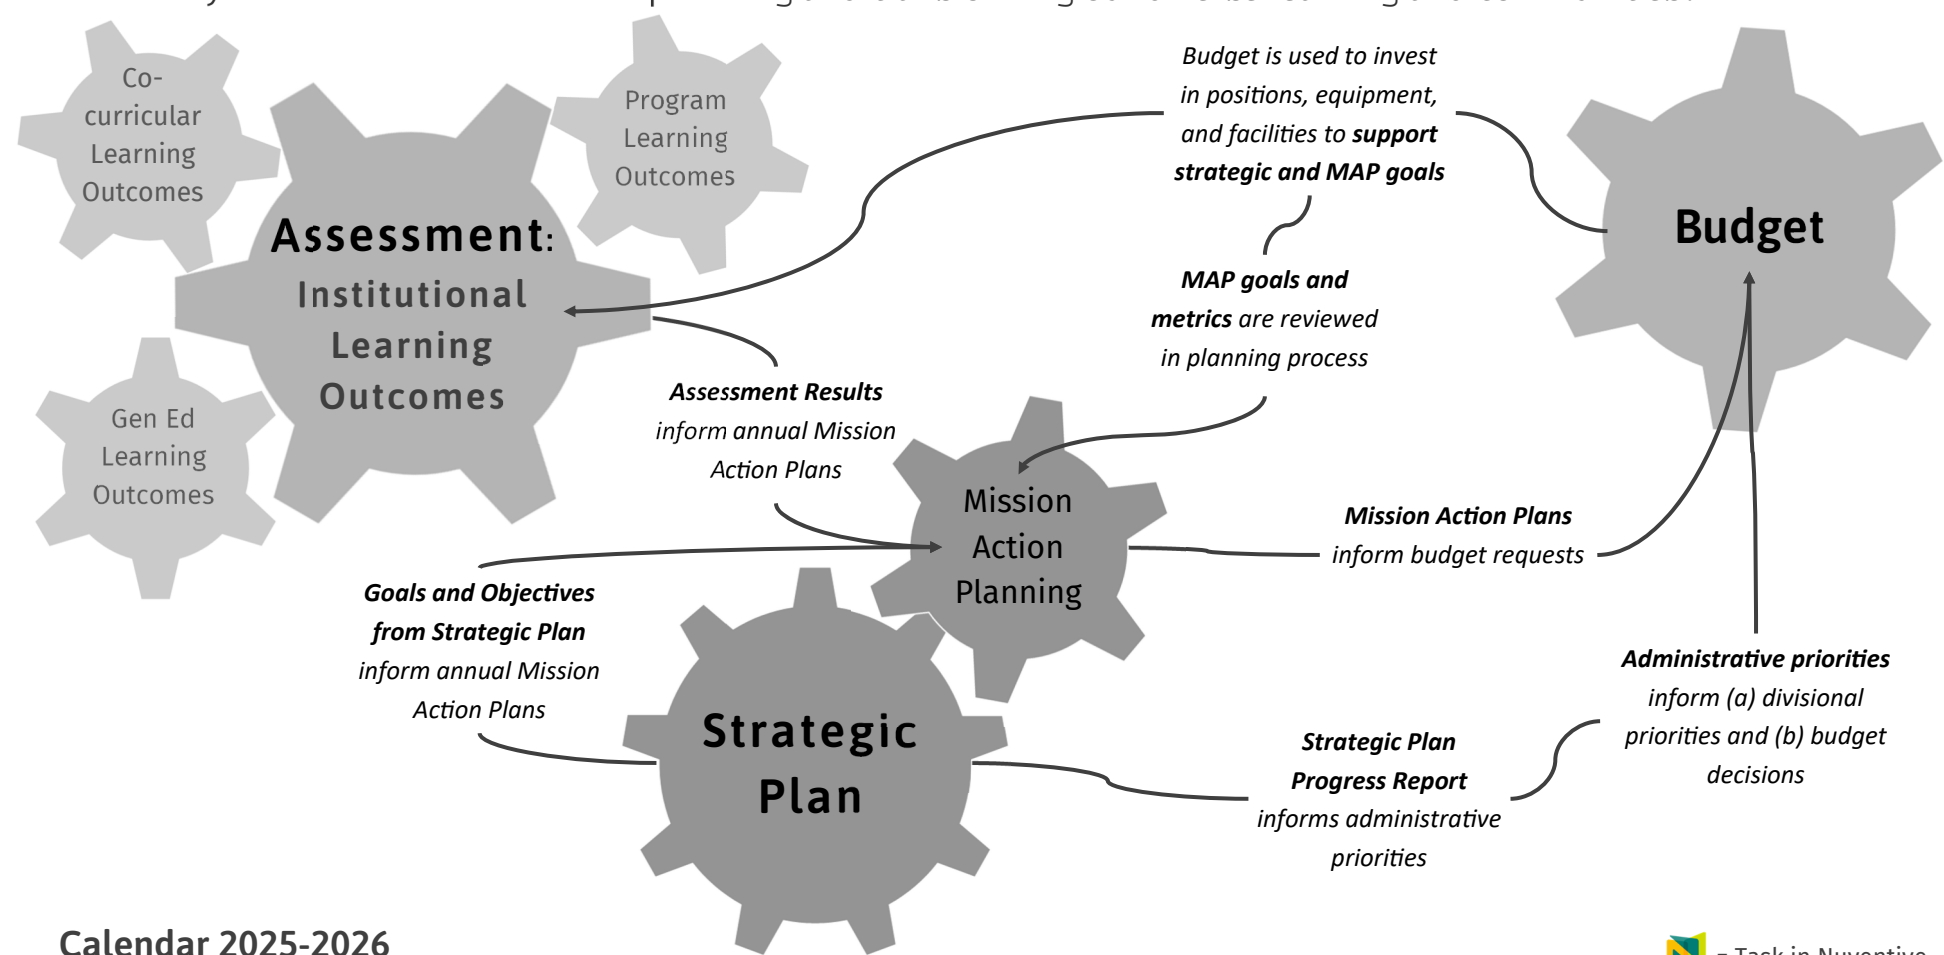 Co-
curricular
Learning
Outcomes
Program
Learning
Outcomes
Assessment:
Institutional
Learning
Outcomes
Gen Ed
Learning
Outcomes
Budget is used to invest
in positions, equipment,
and facilities to support
strategic and MAP goals
Budget
MAP goals and
metrics are reviewed
in planning process
Assessment Results
inform annual Mission
Action Plans
Mission
Action
Planning
Mission Action Plans
inform budget requests
Goals and Objectives
from Strategic Plan
inform annual Mission
Action Plans
Strategic
Plan
Strategic Plan
Progress Report
informs administrative
priorities
Administrative priorities
inform (a) divisional
priorities and (b) budget
decisions
Calendar 2025-2026
= Task in Nuventive